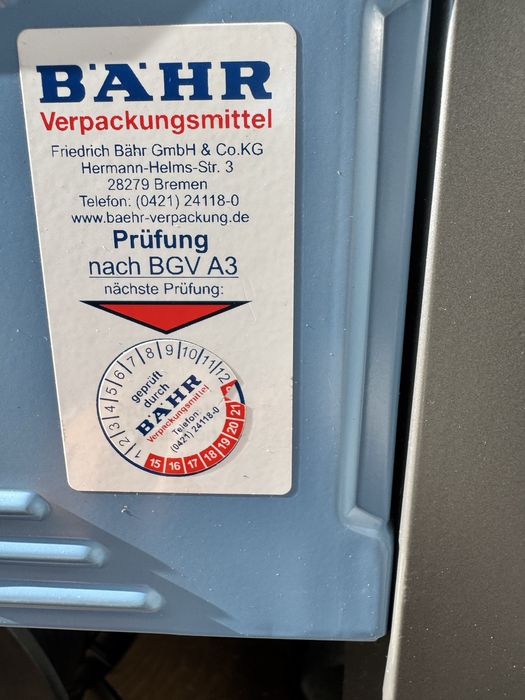 BÄHR
Verpackungsmittel
Friedrich Bähr GmbH & Co.KG
Hermann-Helms-Str. 3
28279 Bremen
Telefon: (0421) 24118-0
www.baehr-verpackung.de
Prüfung
nach BGV A3
nächste Prüfung:
1 2 3 4 5 6 7 8 9 10 11 12
geprüft
durch
BÄHR
Verpackungsmittel
Telefon:
(0421) 24118-0
15 16 17 18 19 20 21